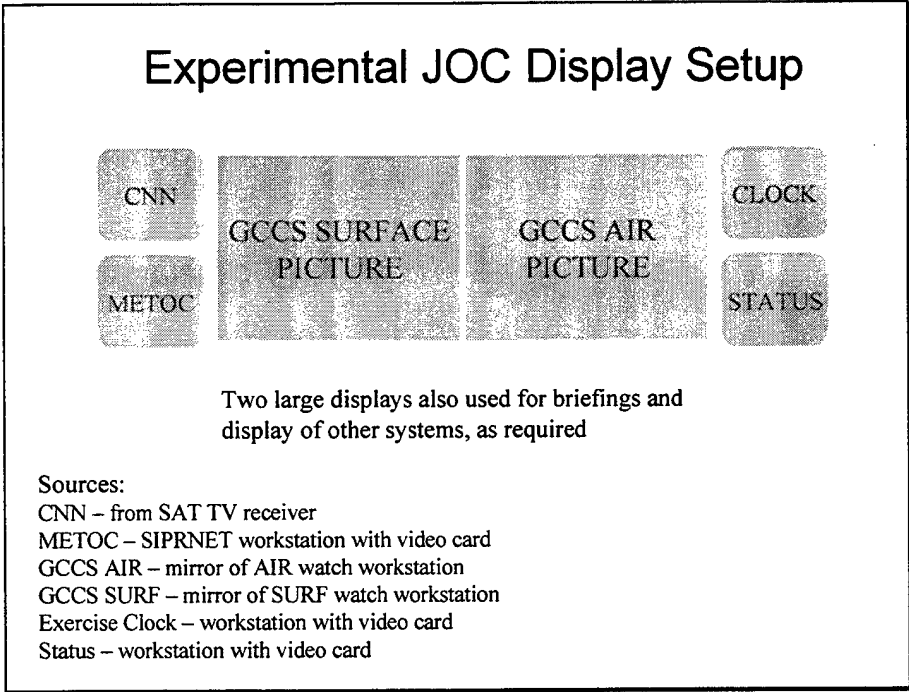 Experimental JOC Display Setup
CNN
METOC
GCCS SURFACE
PICTURE
GCCS AIR
PICTURE
CLOCK
STATUS
Two large displays also used for briefings and
display of other systems, as required
Sources:
CNN – from SAT TV receiver
METOC – SIPRNET workstation with video card
GCCS AIR – mirror of AIR watch workstation
GCCS SURF – mirror of SURF watch workstation
Exercise Clock – workstation with video card
Status – workstation with video card